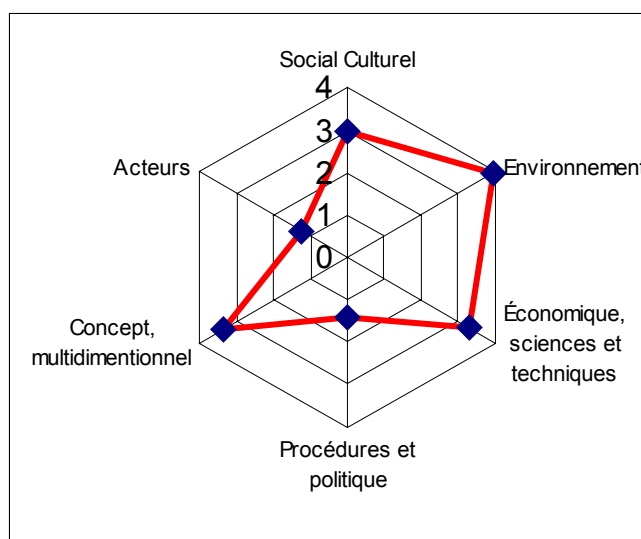 Social Culturel
4
3
2
1
0
Environnement
Économique,
sciences et
techniques
Procédures et
politique
Concept,
multidimentionnel
Acteurs